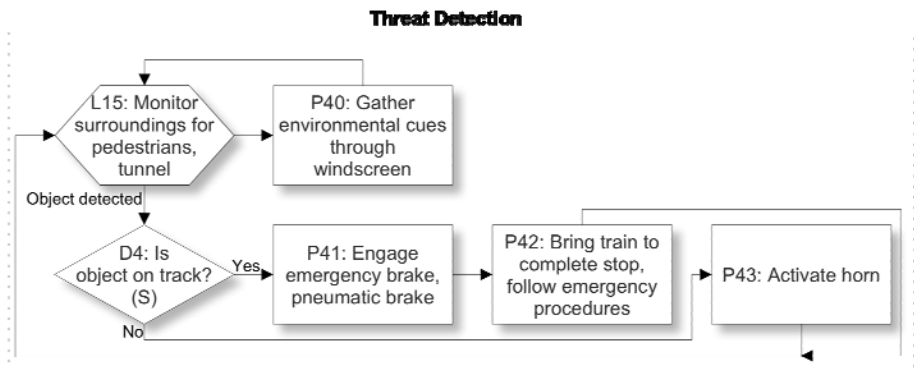 Threat Detection
L15: Monitor
surroundings for
pedestrians,
tunnel
P40: Gather
environmental cues
through
windscreen
Object detected
D4: Is
object on track?
(S)
Yes
P41: Engage
emergency brake,
pneumatic brake
P42: Bring train to
complete stop,
follow emergency
procedures
P43: Activate horn
No